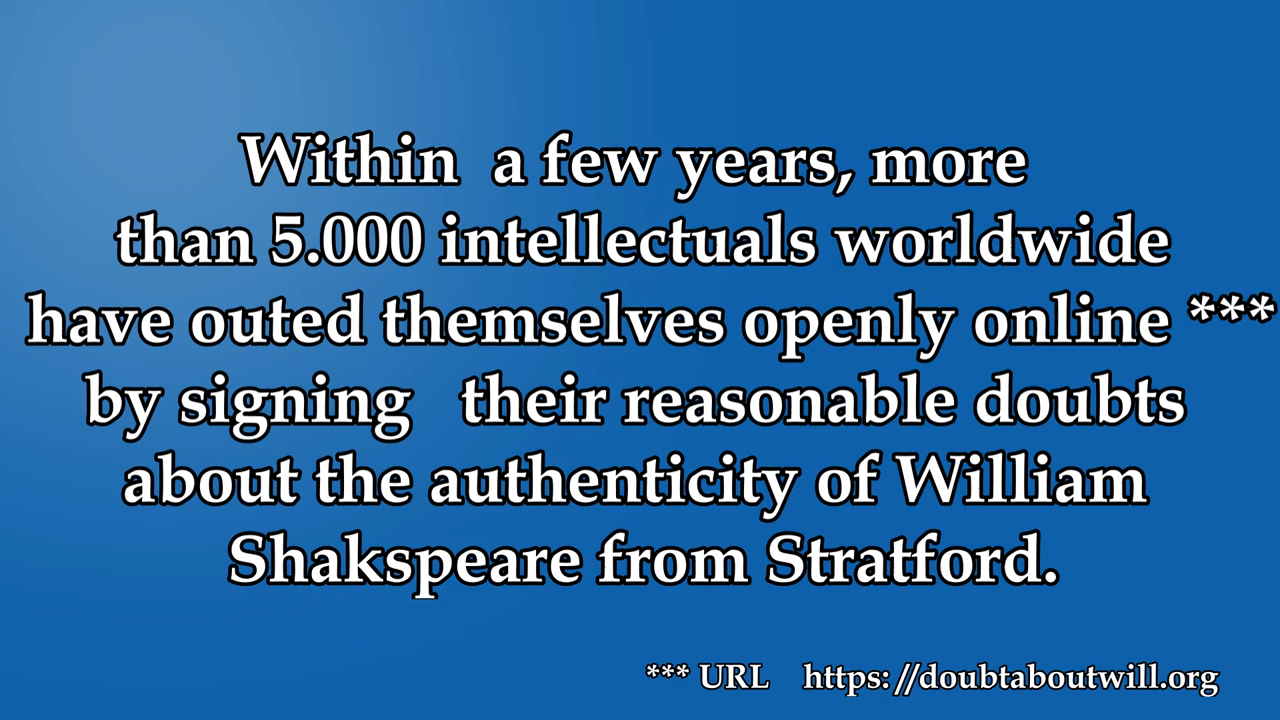 Within a few years, more
than 5.000 intellectuals worldwide
have outed themselves openly online ***
by signing their reasonable doubts
about the authenticity of William
Shakspeare from Stratford.
*** URL https://doubtaboutwill.org